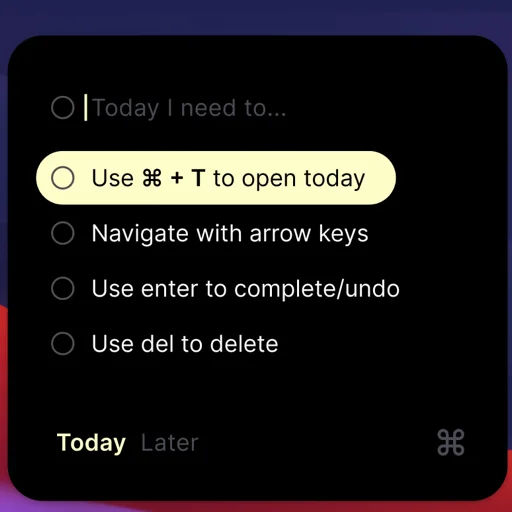 Today I need to...
Use ⌘ + T to open today
Navigate with arrow keys
Use enter to complete/undo
Use del to delete
Today Later ⌘